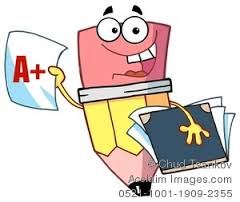 A+
© Chud Tsankov
Acclaim Images.com
0521-1001-1909-2355